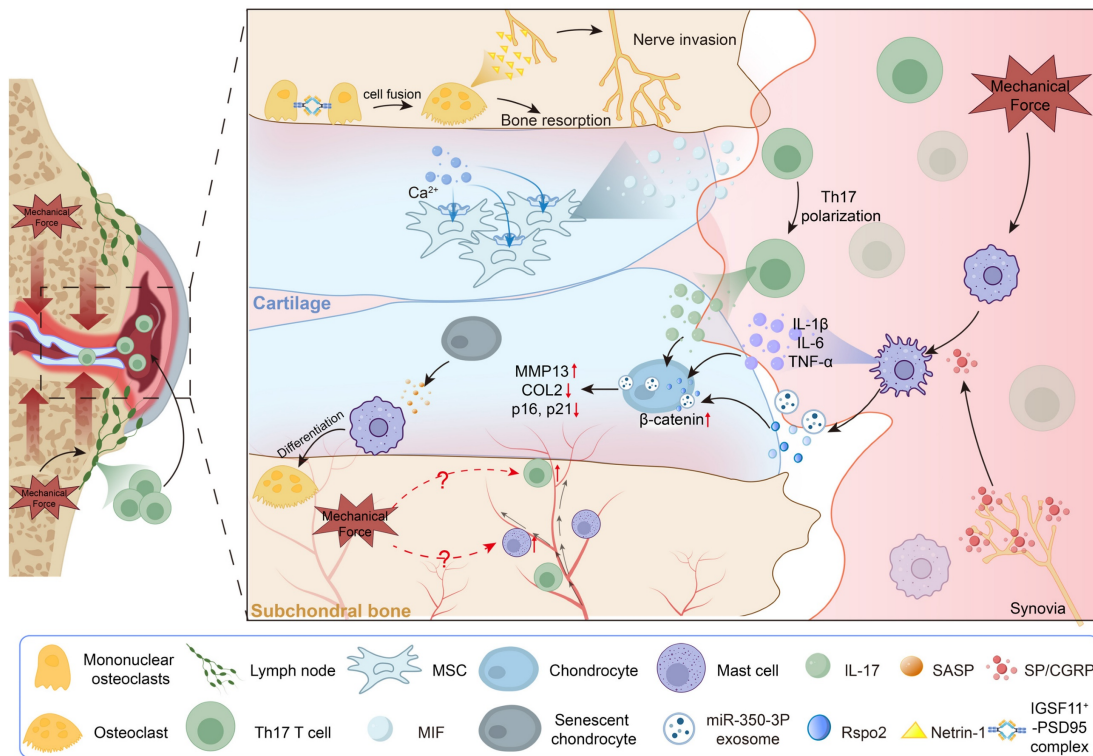 Nerve invasion
cell fusion
Bone resorption
Mechanical
Force
Ca²⁺
Th17
polarization
Mechanical
Force
Cartilage
IL-1β
IL-6
TNF-α
MMP13↑
COL2↓
p16, p21↓
β-catenin↑
Differentiation
Mechanical
Force
?
?
Mechanical
Force
Subchondral bone
Synovia
Mononuclear
osteoclasts
Lymph node
MSC
Chondrocyte
Mast cell
IL-17
SASP
SP/CGRP
Osteoclast
Th17 T cell
MIF
Senescent
chondrocyte
miR-350-3P
exosome
Rspo2
Netrin-1
IGSF11⁺
-PSD95
complex